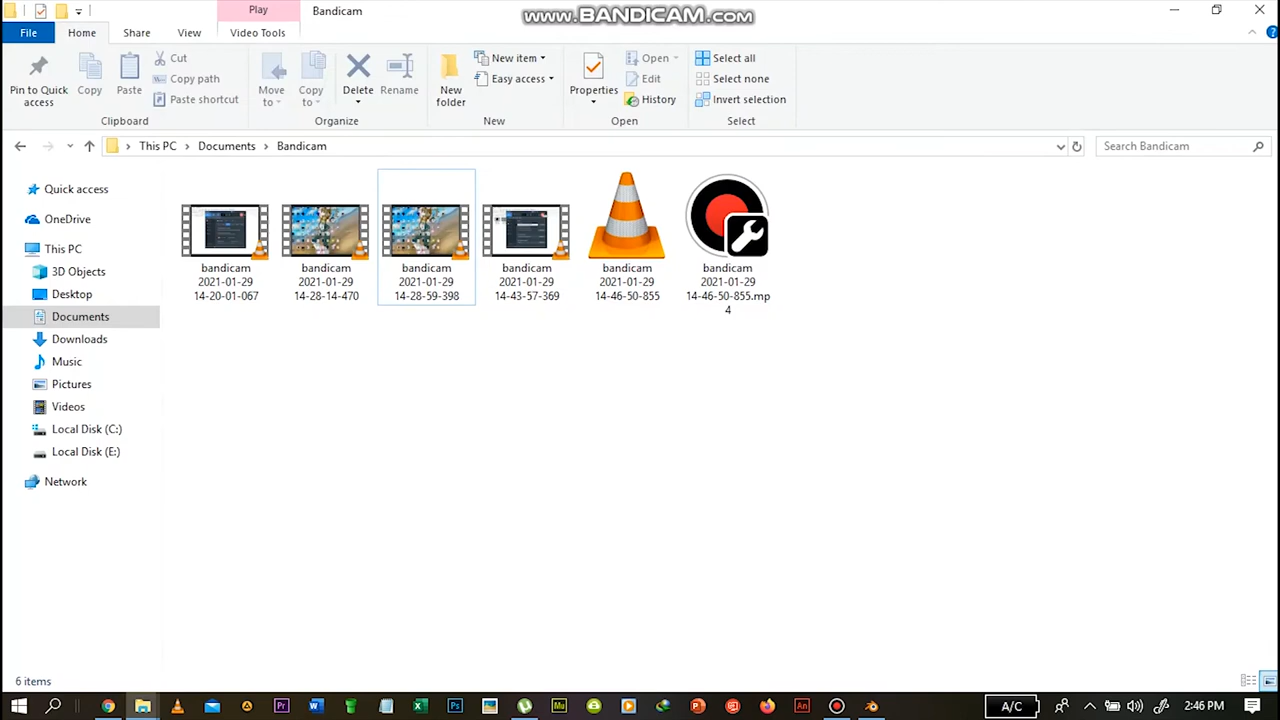 Play
Bandicam
www.BANDICAM.com
File
Home
Share
View
Video Tools
Pin to Quick
access
Copy
Paste
Cut
Copy path
Paste shortcut
Clipboard
Move
to
Copy
to
Delete
Rename
Organize
New
folder
New item
Easy access
New
Properties
Open
Edit
History
Open
Select all
Select none
Invert selection
Select
This PC > Documents > Bandicam
Search Bandicam
Quick access
OneDrive
This PC
3D Objects
Desktop
Documents
Downloads
Music
Pictures
Videos
Local Disk (C:)
Local Disk (E:)
Network
bandicam
2021-01-29
14-20-01-067
bandicam
2021-01-29
14-28-14-470
bandicam
2021-01-29
14-28-59-398
bandicam
2021-01-29
14-43-57-369
bandicam
2021-01-29
14-46-50-855
bandicam
2021-01-29
14-46-50-855.mp
4
6 items
Pr
W
X
Ps
Mu
P
An
A/C
2:46 PM